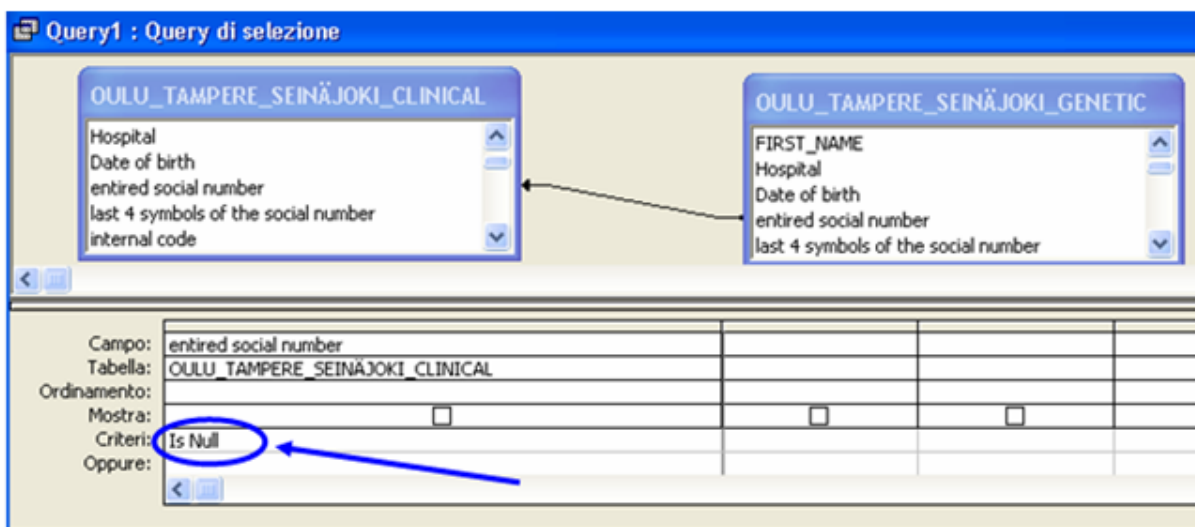 Query1 : Query di selezione
OULU_TAMPERE_SEINÄJOKI_CLINICAL
Hospital
Date of birth
entired social number
last 4 symbols of the social number
internal code
OULU_TAMPERE_SEINÄJOKI_GENETIC
FIRST_NAME
Hospital
Date of birth
entired social number
last 4 symbols of the social number
Campo: entired social number
Tabella: OULU_TAMPERE_SEINÄJOKI_CLINICAL
Ordinamento:
Mostra:
Criteri: Is Null
Oppure: